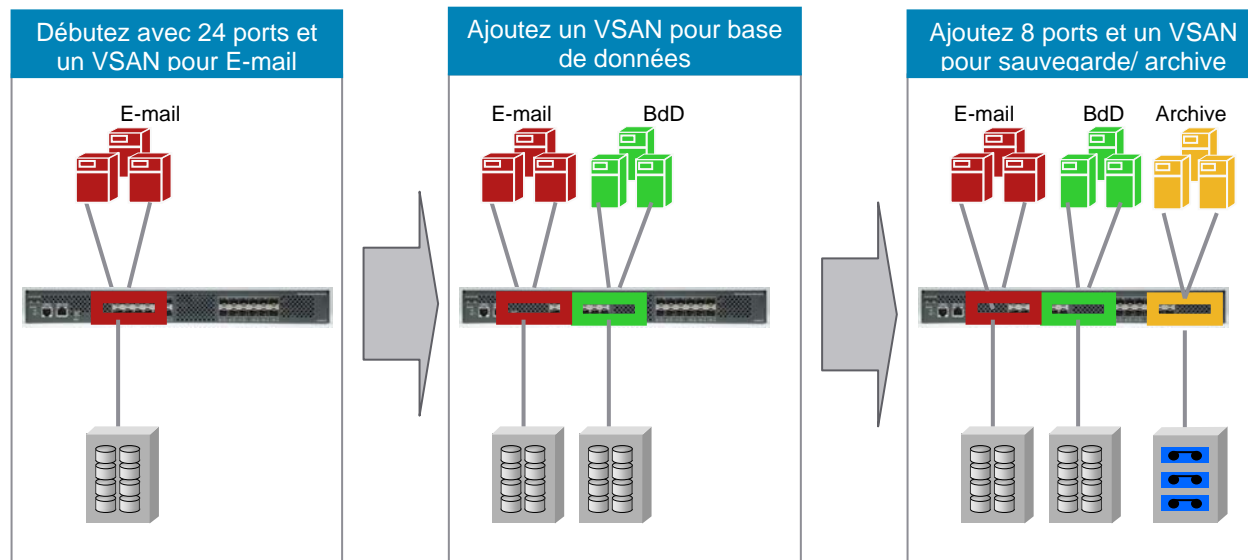 Débutez avec 24 ports et
un VSAN pour E-mail
Ajoutez un VSAN pour base
de données
Ajoutez 8 ports et un VSAN
pour sauvegarde/ archive
E-mail
E-mail
BdD
E-mail
BdD
Archive